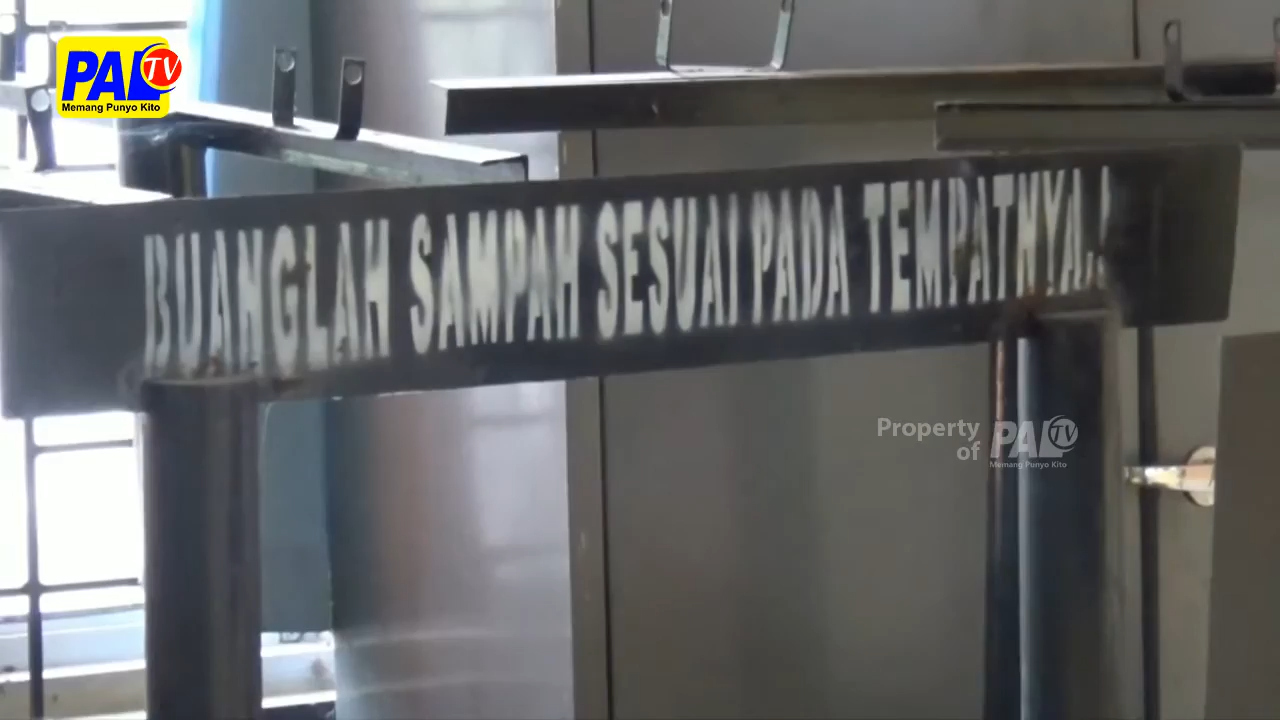 PAL TV
Memang Punyo Kito
BUANGLAH SAMPAH SESUAI PADA TEMPATNYA.!
Property
of PAL TV
Memang Punyo Kito